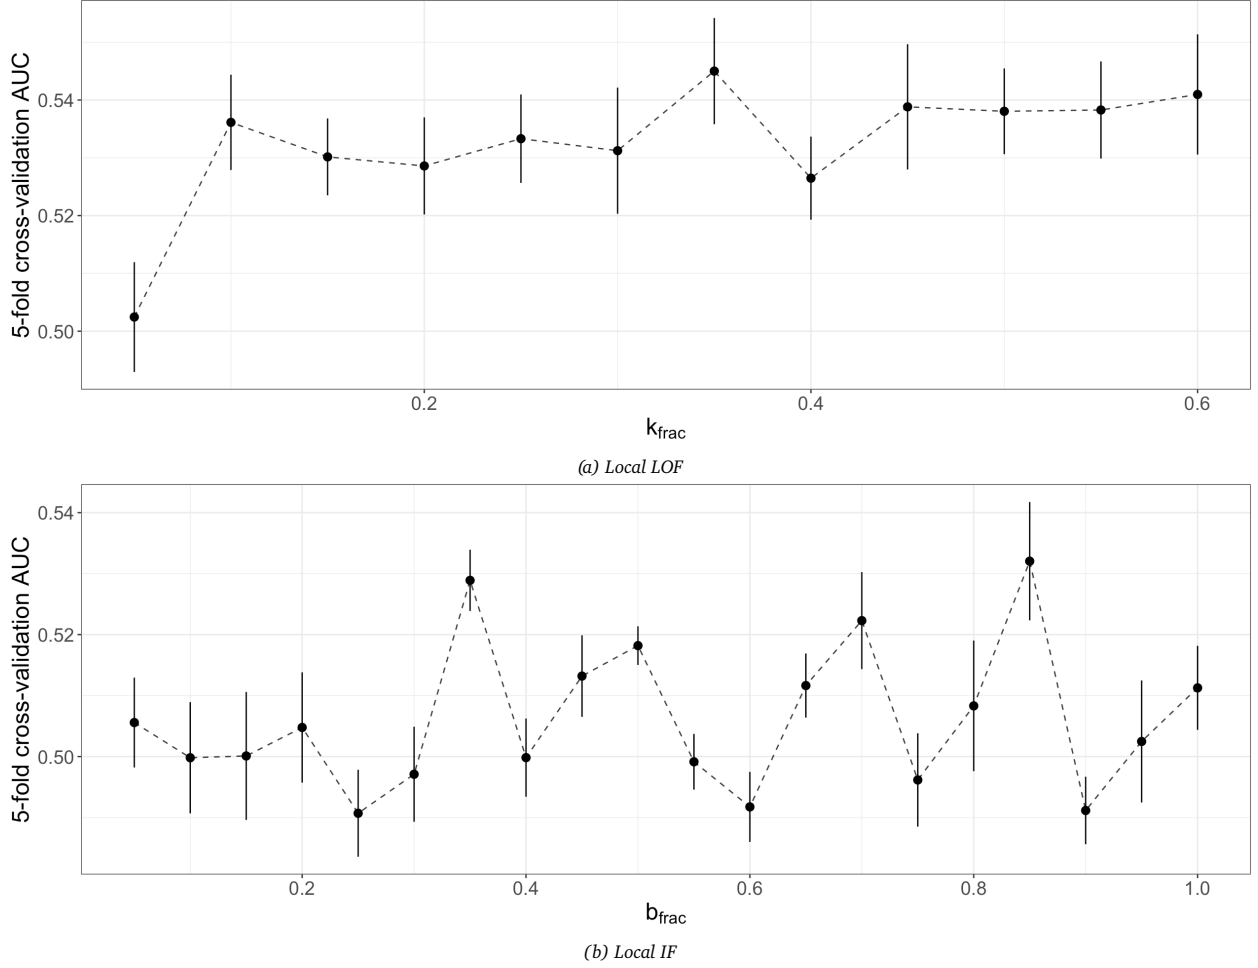 5-fold cross-validation AUC
0.54
0.52
0.50
0.2 0.4 0.6
kfrac
(a) Local LOF
5-fold cross-validation AUC
0.54
0.52
0.50
0.2 0.4 0.6 0.8 1.0
bfrac
(b) Local IF